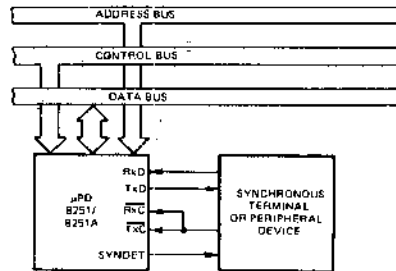 ADDRESS BUS
CONTROL BUS
DATA BUS
RxD
TxD
μPD
8251/
8251A
RxC
TxC
SYNDET
SYNCHRONOUS
TERMINAL
OR PERIPHERAL
DEVICE